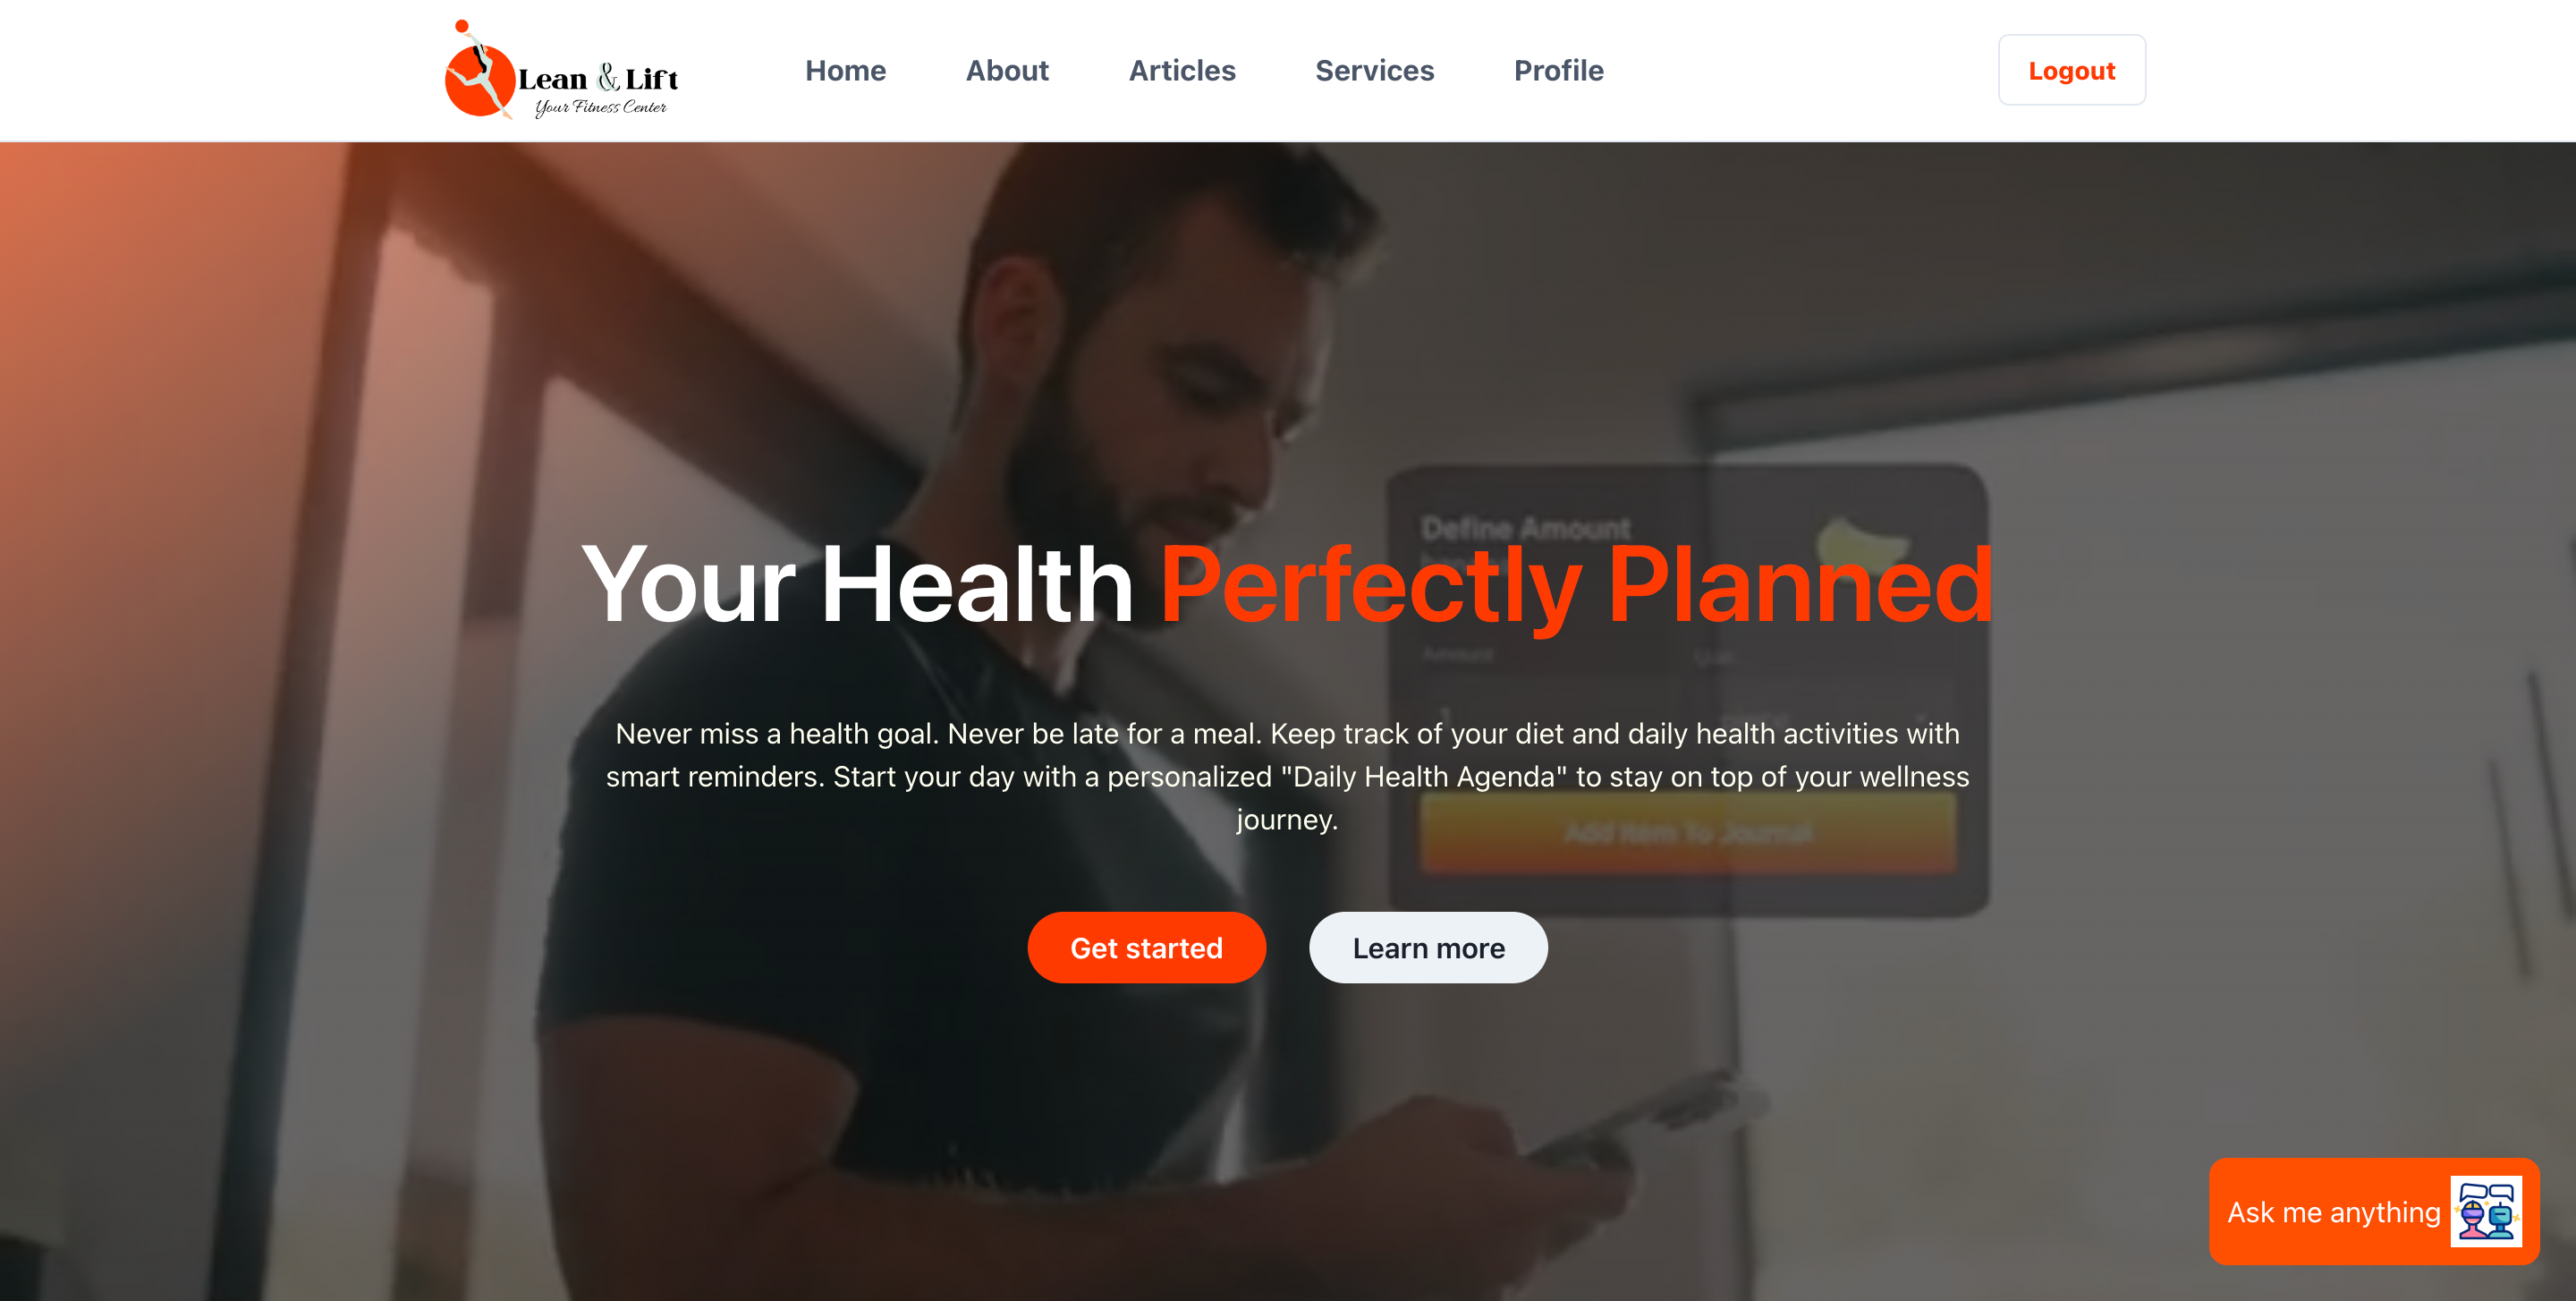 Lean & Lift
Your Fitness Center
Home
About
Articles
Services
Profile
Logout
Define Amount
Your Health Perfectly Planned
Amount
Never miss a health goal. Never be late for a meal. Keep track of your diet and daily health activities with
smart reminders. Start your day with a personalized "Daily Health Agenda" to stay on top of your wellness
journey.
Add Item To Journal
Get started
Learn more
Ask me anything